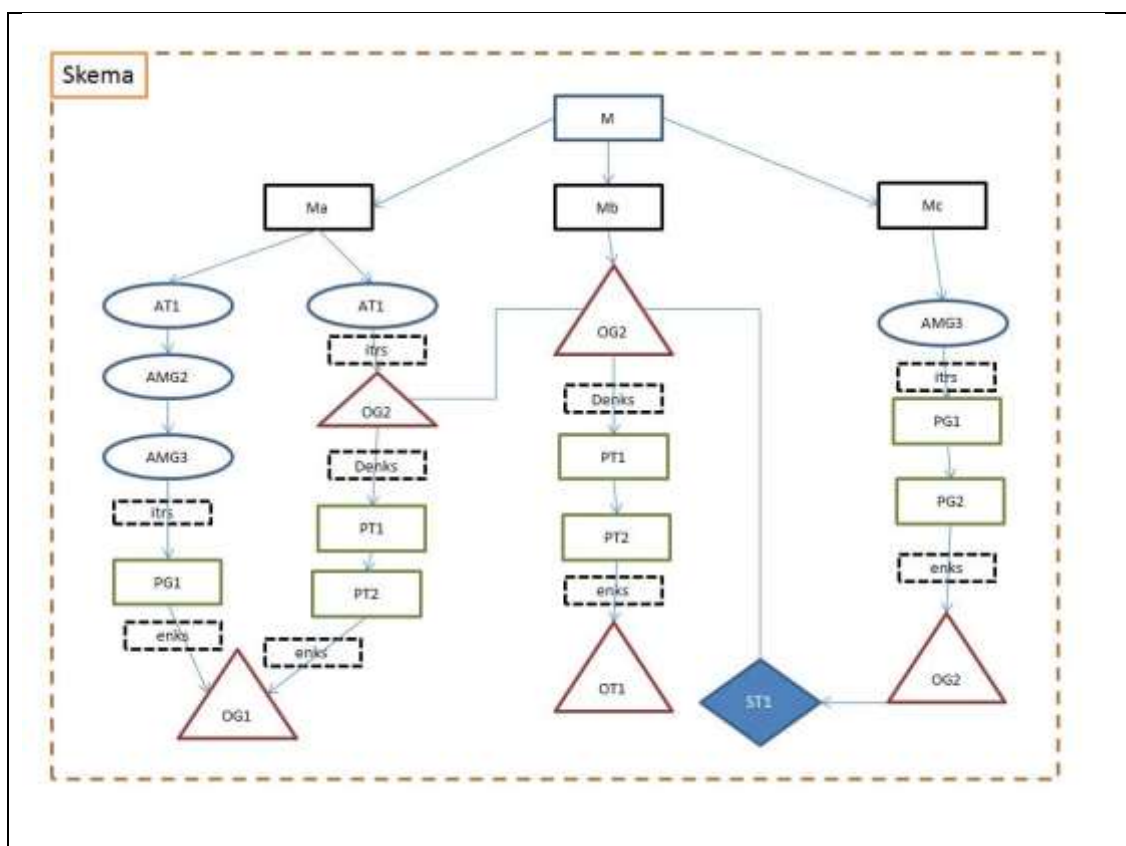 Skema
M
Ma
Mb
Mc
AT1
AT1
OG2
AMG3
itrs
AMG2
itrs
OG2
Denks
PG1
AMG3
Denks
PT1
PG2
itrs
PT1
PT2
enks
PG1
PT2
enks
enks
enks
OG1
OT1
ST1
OG2